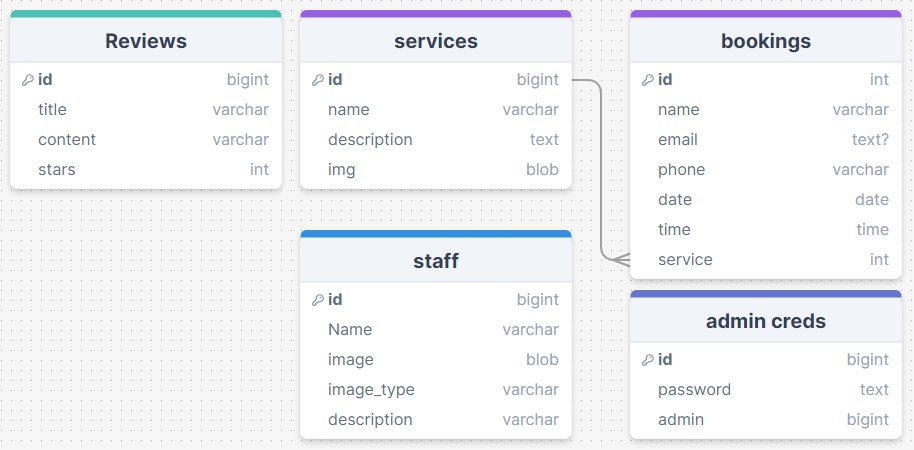 Reviews
id bigint
title varchar
content varchar
stars int
services
id bigint
name varchar
description text
img blob
bookings
id int
name varchar
email text?
phone varchar
date date
time time
service int
staff
id bigint
Name varchar
image blob
image_type varchar
description varchar
admin creds
id bigint
password text
admin bigint